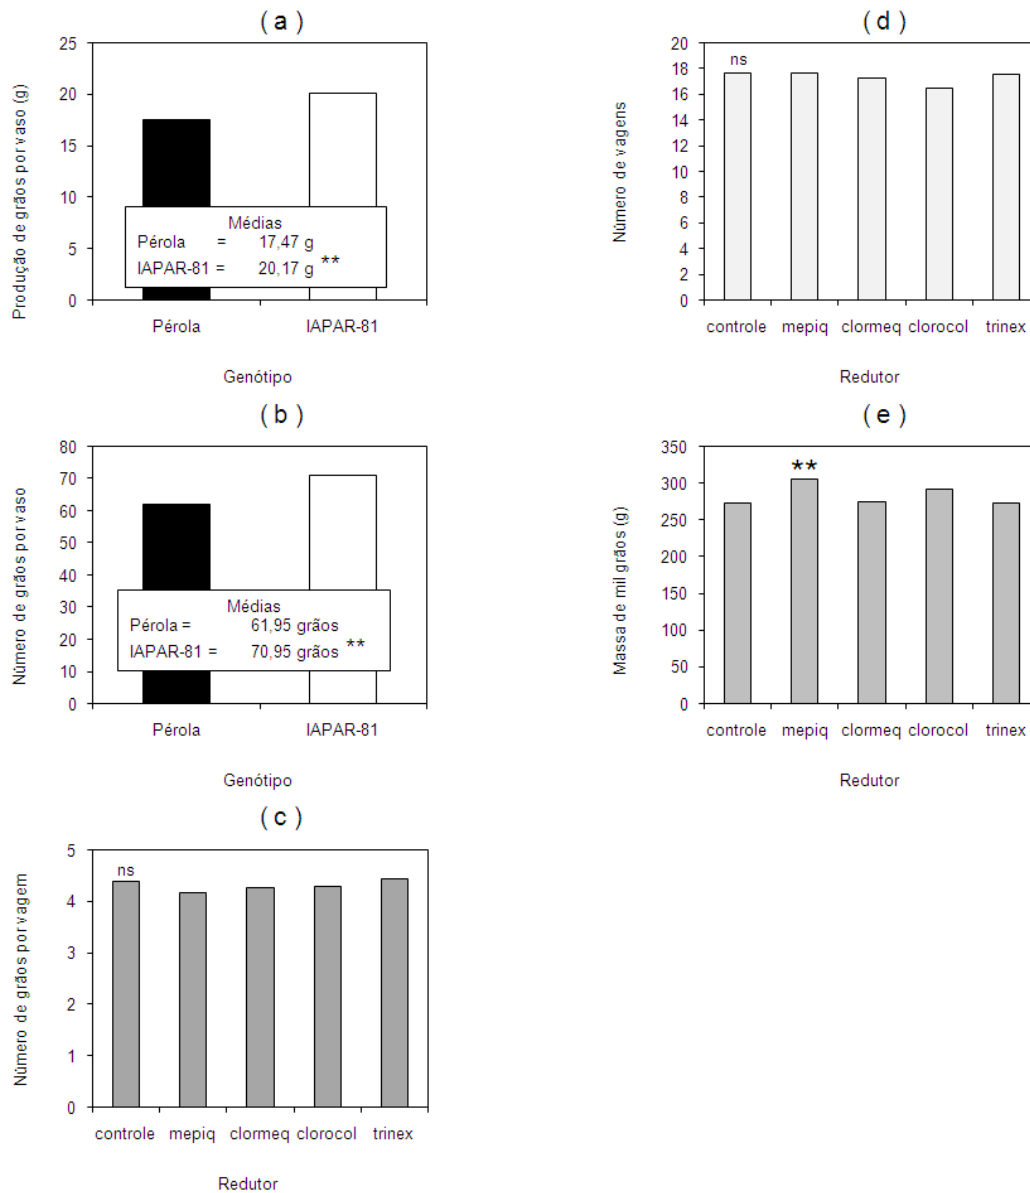 ( a )
Produção de grãos por vaso (g)
25
20
15
10
5
0
Médias
Pérola = 17,47 g
IAPAR-81 = 20,17 g **
Pérola IAPAR-81
Genótipo
( b )
Número de grãos por vaso
80
70
60
50
40
30
20
10
0
Médias
Pérola = 61,95 grãos
IAPAR-81 = 70,95 grãos **
Pérola IAPAR-81
Genótipo
( c )
Número de grãos por vagem
5
4
3
2
1
0
ns
controle mepiq clormeq clorocol trinex
Redutor
( d )
Número de vagens
20
18
16
14
12
10
8
6
4
2
0
ns
controle mepiq clormeq clorocol trinex
Redutor
( e )
Massa de mil grãos (g)
350
300
250
200
150
100
50
0
**
controle mepiq clormeq clorocol trinex
Redutor